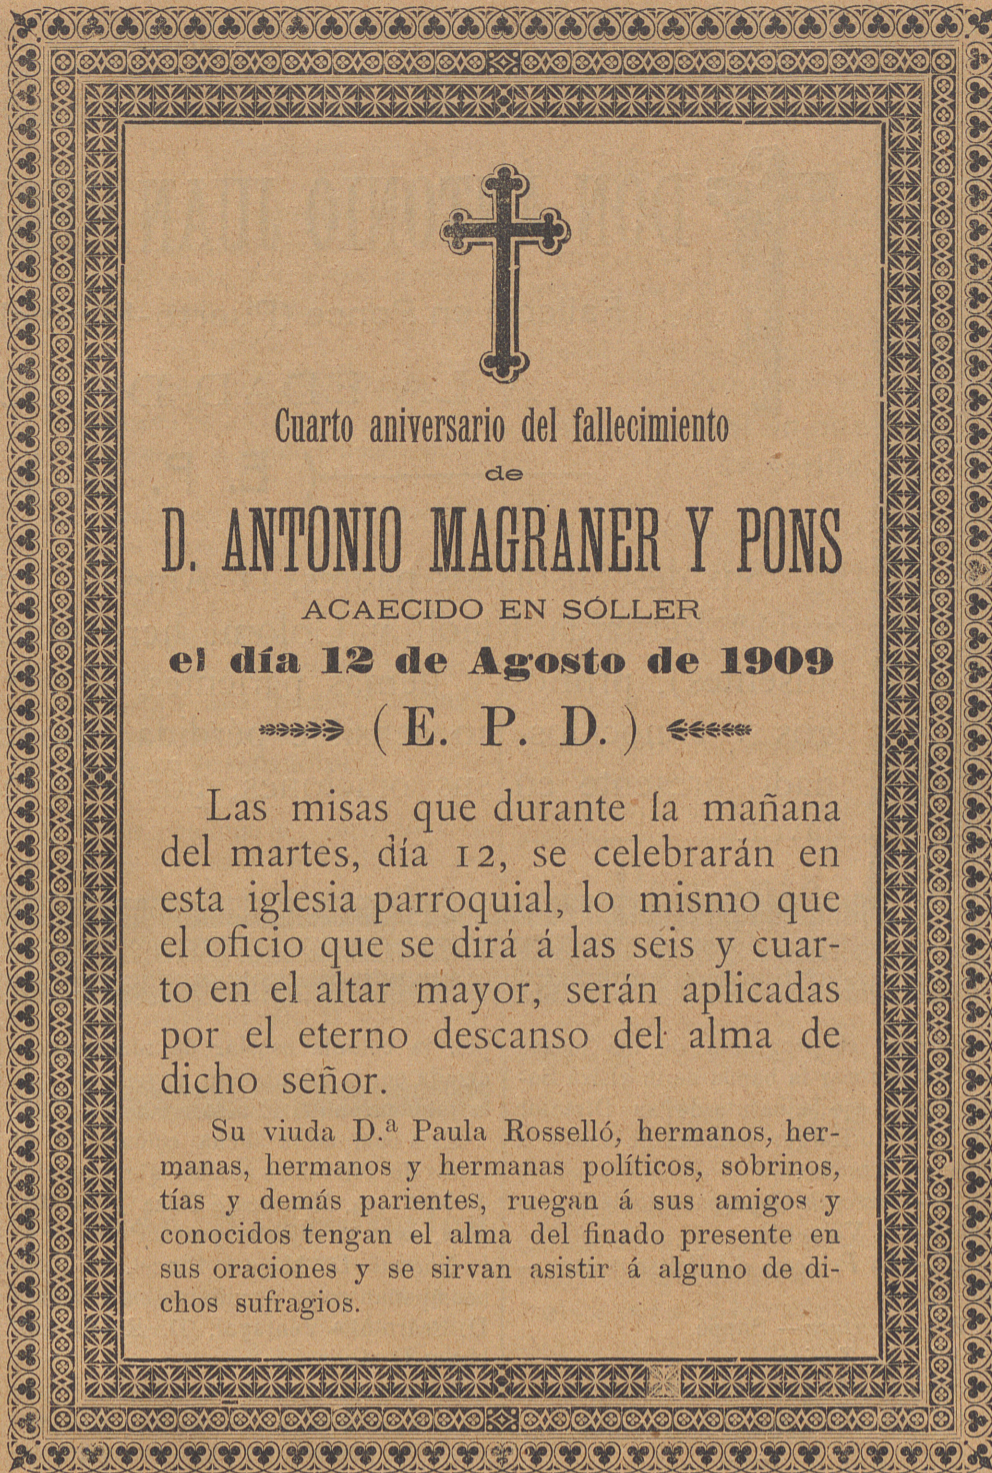 Cuarto aniversario del fallecimiento
de
D. ANTONIO MAGRANER Y PONS
ACAECIDO EN SÓLLER
el día 12 de Agosto de 1909
(E. P. D.)
Las misas que durante la mañana
del martes, día 12, se celebrarán en
esta iglesia parroquial, lo mismo que
el oficio que se dirá á las seis y cuar-
to en el altar mayor, serán aplicadas
por el eterno descanso del alma de
dicho señor.
Su viuda D.ª Paula Rosselló, hermanos, her-
manas, hermanos y hermanas políticos, sobrinos,
tías y demás parientes, ruegan á sus amigos y
conocidos tengan el alma del finado presente en
sus oraciones y se sirvan asistir á alguno de di-
chos sufragios.